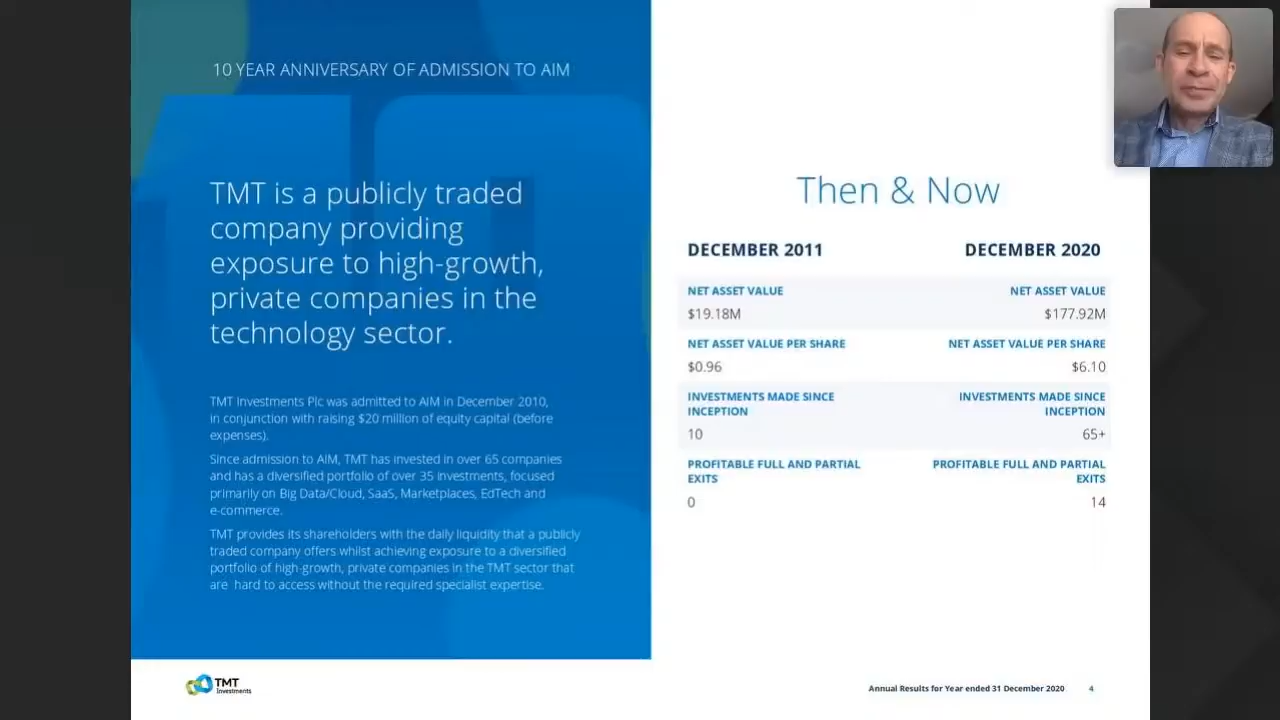 10 YEAR ANNIVERSARY OF ADMISSION TO AIM
TMT is a publicly traded
company providing
exposure to high-growth,
private companies in the
technology sector.
TMT Investments Plc was admitted to AIM in December 2010,
in conjunction with raising $20 million of equity capital (before
expenses).
Since admission to AIM, TMT has invested in over 65 companies
and has a diversified portfolio of over 35 investments, focused
primarily on Big Data/Cloud, SaaS, Marketplaces, EdTech and
e-commerce.
TMT provides its shareholders with the daily liquidity that a publicly
traded company offers whilst achieving exposure to a diversified
portfolio of high-growth, private companies in the TMT sector that
are hard to access without the required specialist expertise.
Then & Now
DECEMBER 2011 DECEMBER 2020
NET ASSET VALUE NET ASSET VALUE
$19.18M $177.92M
NET ASSET VALUE PER SHARE NET ASSET VALUE PER SHARE
$0.96 $6.10
INVESTMENTS MADE SINCE INVESTMENTS MADE SINCE
INCEPTION INCEPTION
10 65+
PROFITABLE FULL AND PARTIAL PROFITABLE FULL AND PARTIAL
EXITS EXITS
0 14
TMT
Investments
Annual Results for Year ended 31 December 2020 4